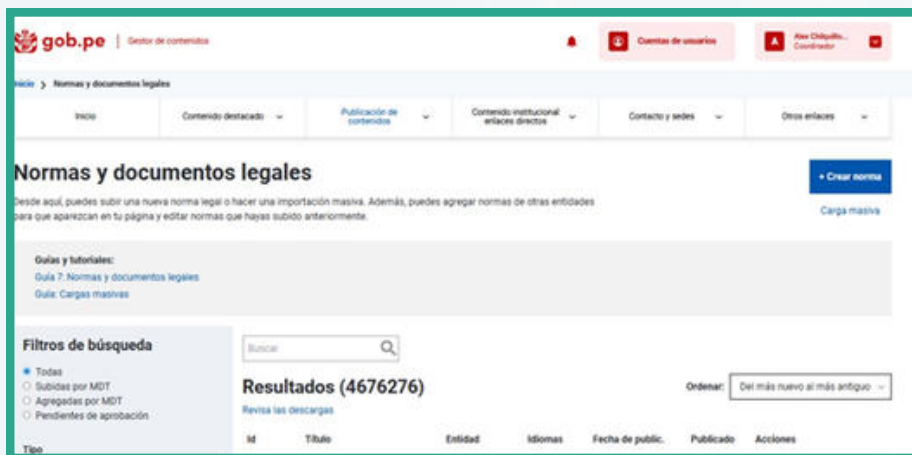 gob.pe | Gestor de contenidos
Cuentas de usuarios
A
Alex Chiquillo...
Coordinador
Inicio > Normas y documentos legales
Inicio
Contenido destacado
Publicación de contenidos
Contenido institucional enlaces directos
Contacto y sedes
Otros enlaces
Normas y documentos legales
+ Crear norma
Desde aquí, puedes subir una nueva norma legal o hacer una importación masiva. Además, puedes agregar normas de otras entidades
para que aparezcan en tu página y editar normas que hayas subido anteriormente.
Carga masiva
Guías y tutoriales:
Guía 7: Normas y documentos legales
Guía: Cargas masivas
Filtros de búsqueda
Todas
Subidas por MDT
Agregadas por MDT
Pendientes de aprobación
Tipo
Buscar
Resultados (4676276)
Ordenar: Del más nuevo al más antiguo
Revisa las descargas
Id Título Entidad Idiomas Fecha de public. Publicado Acciones